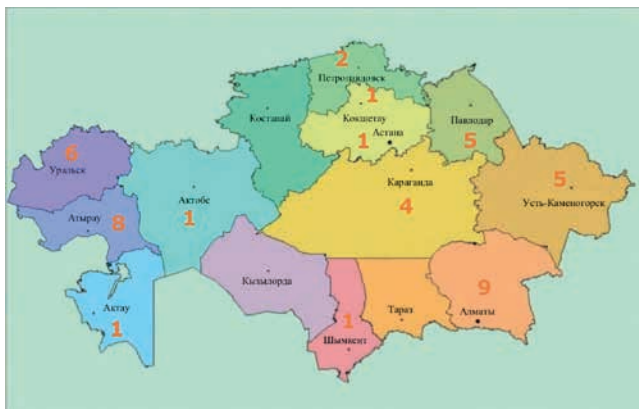 2
Петропавловск
1
Костанай
Кокшетау
Павлодар
Астана
1
5
6
Уральск
Караганда
5
Актобе
Усть-Каменогорск
Атырау
8
1
4
Кызылорда
9
Актау
Тараз
Алматы
1
1
Шымкент